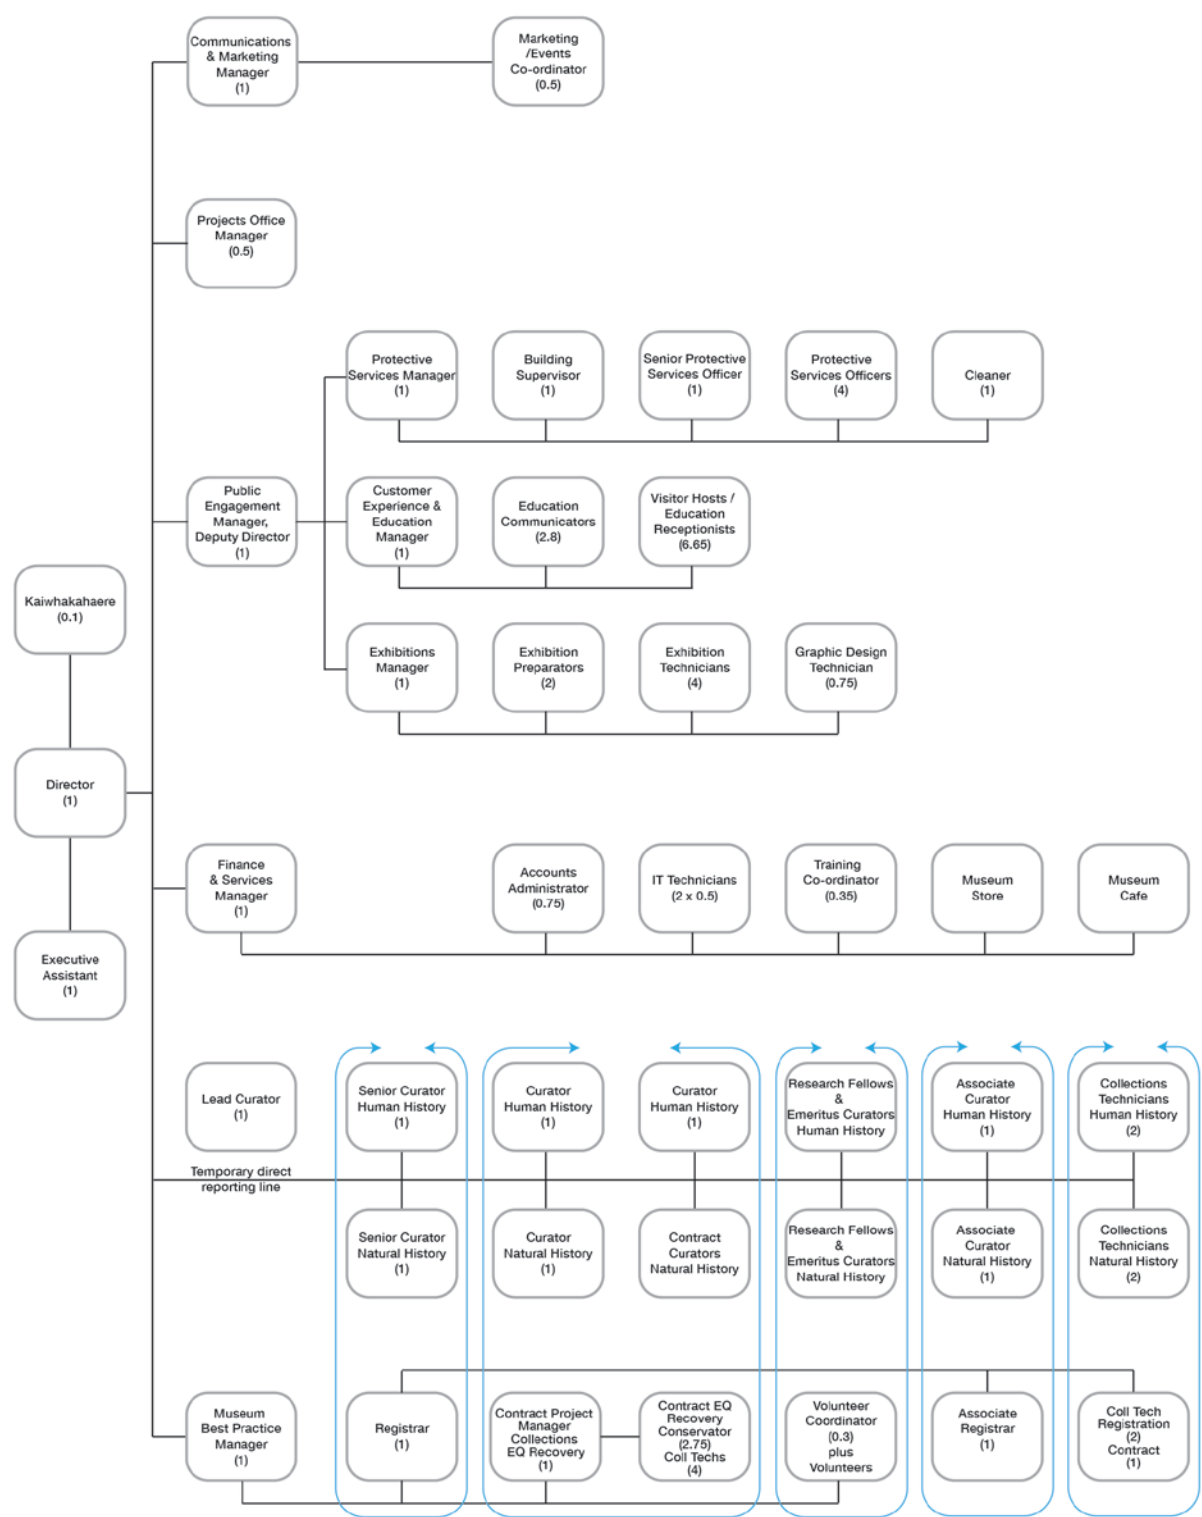 Communications
& Marketing
Manager
(1)
Marketing
/Events
Co-ordinator
(0.5)
Projects Office
Manager
(0.5)
Protective
Services Manager
(1)
Building
Supervisor
(1)
Senior Protective
Services Officer
(1)
Protective
Services Officers
(4)
Cleaner
(1)
Public
Engagement
Manager,
Deputy Director
(1)
Customer
Experience &
Education
Manager
(1)
Education
Communicators
(2.8)
Visitor Hosts /
Education
Receptionists
(6.65)
Kaiwhakahaere
(0.1)
Exhibitions
Manager
(1)
Exhibition
Preparators
(2)
Exhibition
Technicians
(4)
Graphic Design
Technician
(0.75)
Director
(1)
Finance
& Services
Manager
(1)
Accounts
Administrator
(0.75)
IT Technicians
(2 x 0.5)
Training
Co-ordinator
(0.35)
Museum
Store
Museum
Cafe
Executive
Assistant
(1)
Lead Curator
(1)
Senior Curator
Human History
(1)
Curator
Human History
(1)
Curator
Human History
(1)
Research Fellows
&
Emeritus Curators
Human History
Associate
Curator
Human History
(1)
Collections
Technicians
Human History
(2)
Temporary direct
reporting line
Senior Curator
Natural History
(1)
Curator
Natural History
(1)
Contract
Curators
Natural History
Research Fellows
&
Emeritus Curators
Natural History
Associate
Curator
Natural History
(1)
Collections
Technicians
Natural History
(2)
Museum
Best Practice
Manager
(1)
Registrar
(1)
Contract Project
Manager
Collections
EQ Recovery
(1)
Contract EQ
Recovery
Conservator
(2.75)
Coll Techs
(4)
Volunteer
Coordinator
(0.3)
plus
Volunteers
Associate
Registrar
(1)
Coll Tech
Registration
(2)
Contract
(1)